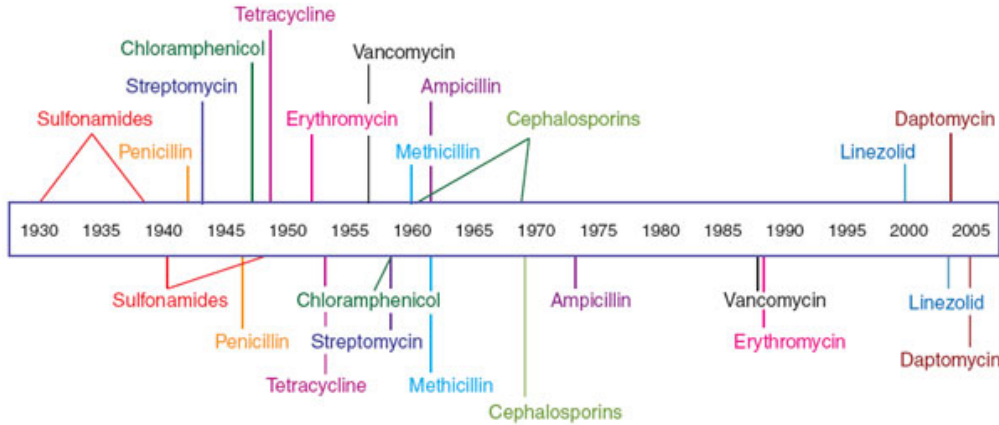 Tetracycline
Chloramphenicol Vancomycin
Streptomycin Ampicillin
Sulfonamides Erythromycin Cephalosporins Daptomycin
Penicillin Methicillin Linezolid
1930 1935 1940 1945 1950 1955 1960 1965 1970 1975 1980 1985 1990 1995 2000 2005
Sulfonamides Chloramphenicol Ampicillin Vancomycin Linezolid
Penicillin Streptomycin Erythromycin
Daptomycin
Tetracycline Methicillin
Cephalosporins